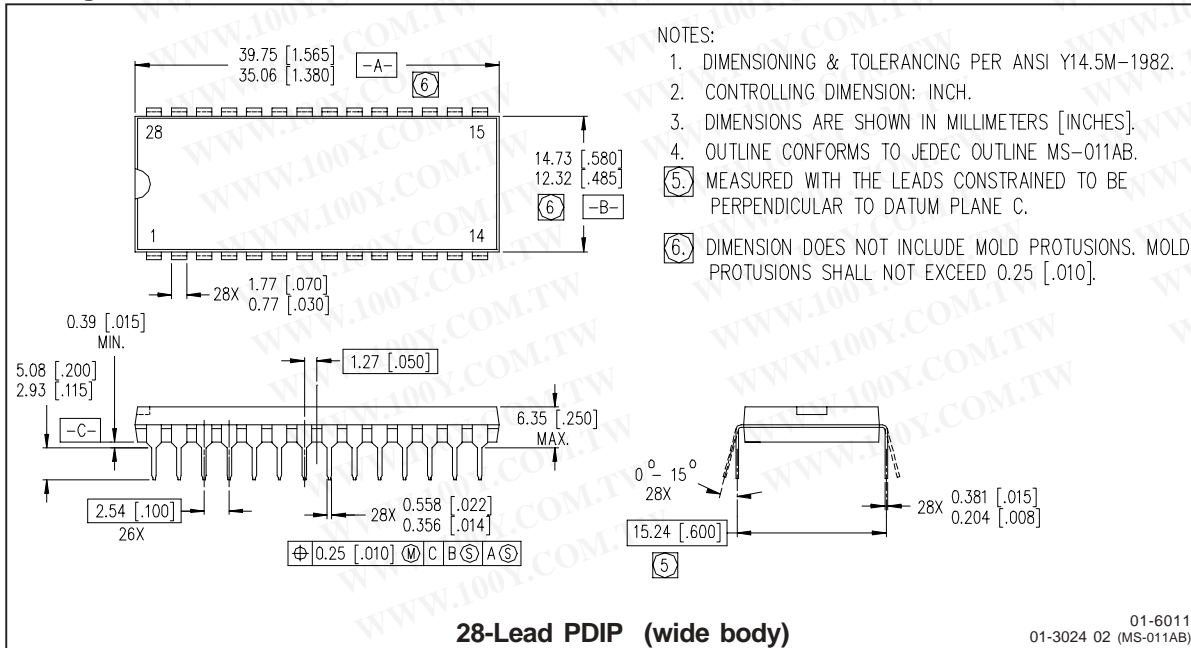 39.75 [1.565]
35.06 [1.380]
-A-
6
28
15
1
14
14.73 [.580]
12.32 [.485]
6
-B-
28X
1.77 [.070]
0.77 [.030]
NOTES:
1. DIMENSIONING & TOLERANCING PER ANSI Y14.5M-1982.
2. CONTROLLING DIMENSION: INCH.
3. DIMENSIONS ARE SHOWN IN MILLIMETERS [INCHES].
4. OUTLINE CONFORMS TO JEDEC OUTLINE MS-011AB.
5. MEASURED WITH THE LEADS CONSTRAINED TO BE
PERPENDICULAR TO DATUM PLANE C.
6. DIMENSION DOES NOT INCLUDE MOLD PROTUSIONS. MOLD
PROTUSIONS SHALL NOT EXCEED 0.25 [.010].
0.39 [.015]
MIN.
5.08 [.200]
2.93 [.115]
-C-
1.27 [.050]
6.35 [.250]
MAX.
2.54 [.100]
26X
28X
0.558 [.022]
0.356 [.014]
⌖ 0.25 [.010] Ⓜ C B Ⓢ A Ⓢ
0°- 15°
28X
15.24 [.600]
5
28X
0.381 [.015]
0.204 [.008]
28-Lead PDIP (wide body)
01-6011
01-3024 02 (MS-011AB)
WWW.100Y.COM.TW